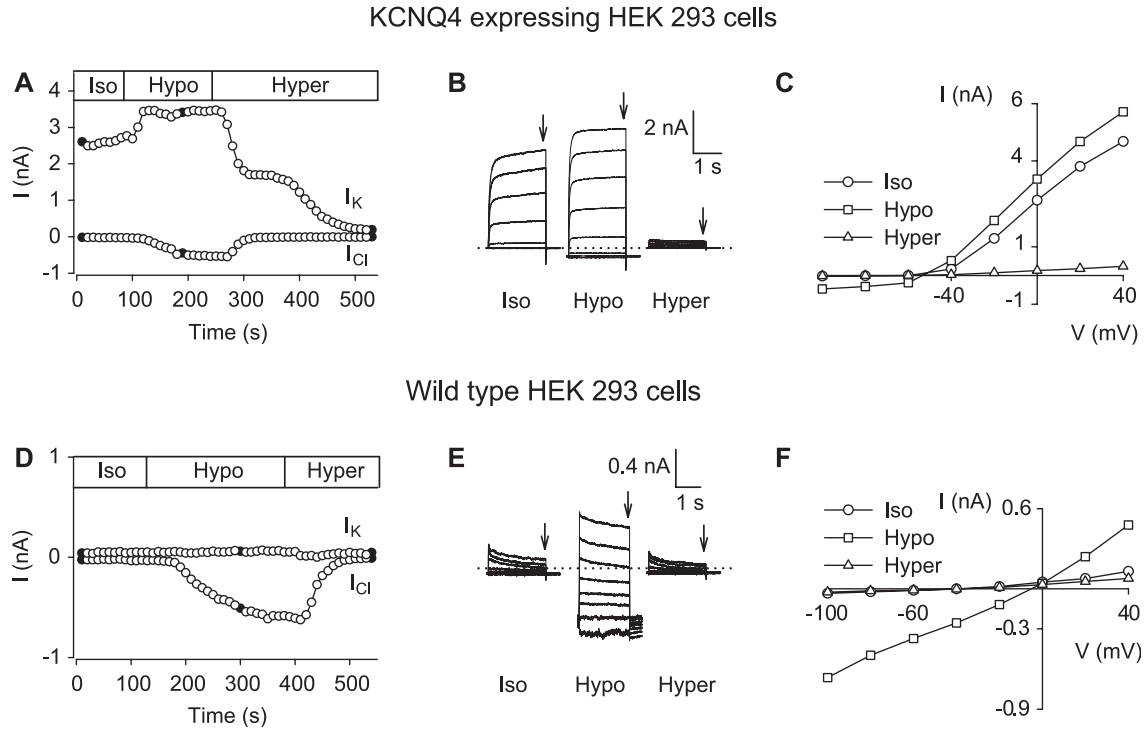 KCNQ4 expressing HEK 293 cells
A
Iso Hypo Hyper
4
3
2
1
0
-1
I (nA)
I_K
I_Cl
0 100 200 300 400 500
Time (s)
B
2 nA
1 s
Iso Hypo Hyper
C
I (nA)
6
4
1
-1
-40 40
V (mV)
Iso
Hypo
Hyper
Wild type HEK 293 cells
D
Iso Hypo Hyper
1
0
-1
I (nA)
I_K
I_Cl
0 100 200 300 400 500
Time (s)
E
0.4 nA
1 s
Iso Hypo Hyper
F
I (nA)
0.6
-0.3
-0.9
-100 -60 40
V (mV)
Iso
Hypo
Hyper